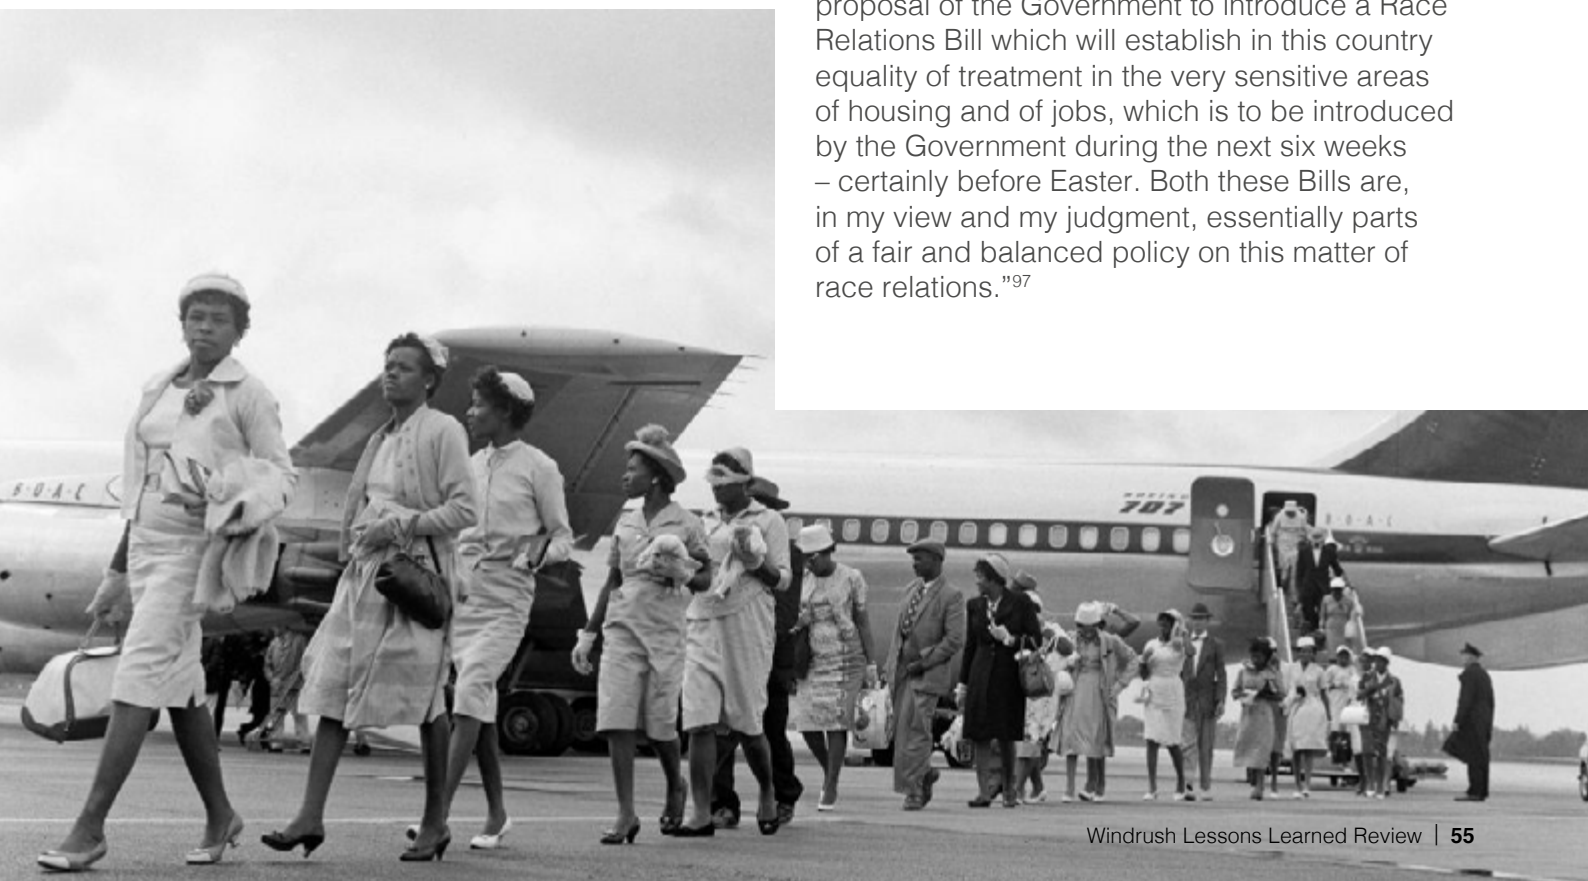 proposal of the Government to introduce a Race
Relations Bill which will establish in this country
equality of treatment in the very sensitive areas
of housing and of jobs, which is to be introduced
by the Government during the next six weeks
– certainly before Easter. Both these Bills are,
in my view and my judgment, essentially parts
of a fair and balanced policy on this matter of
race relations.”97
B·O·A·C
BOEING
707
B·O·A·C
Windrush Lessons Learned Review | 55